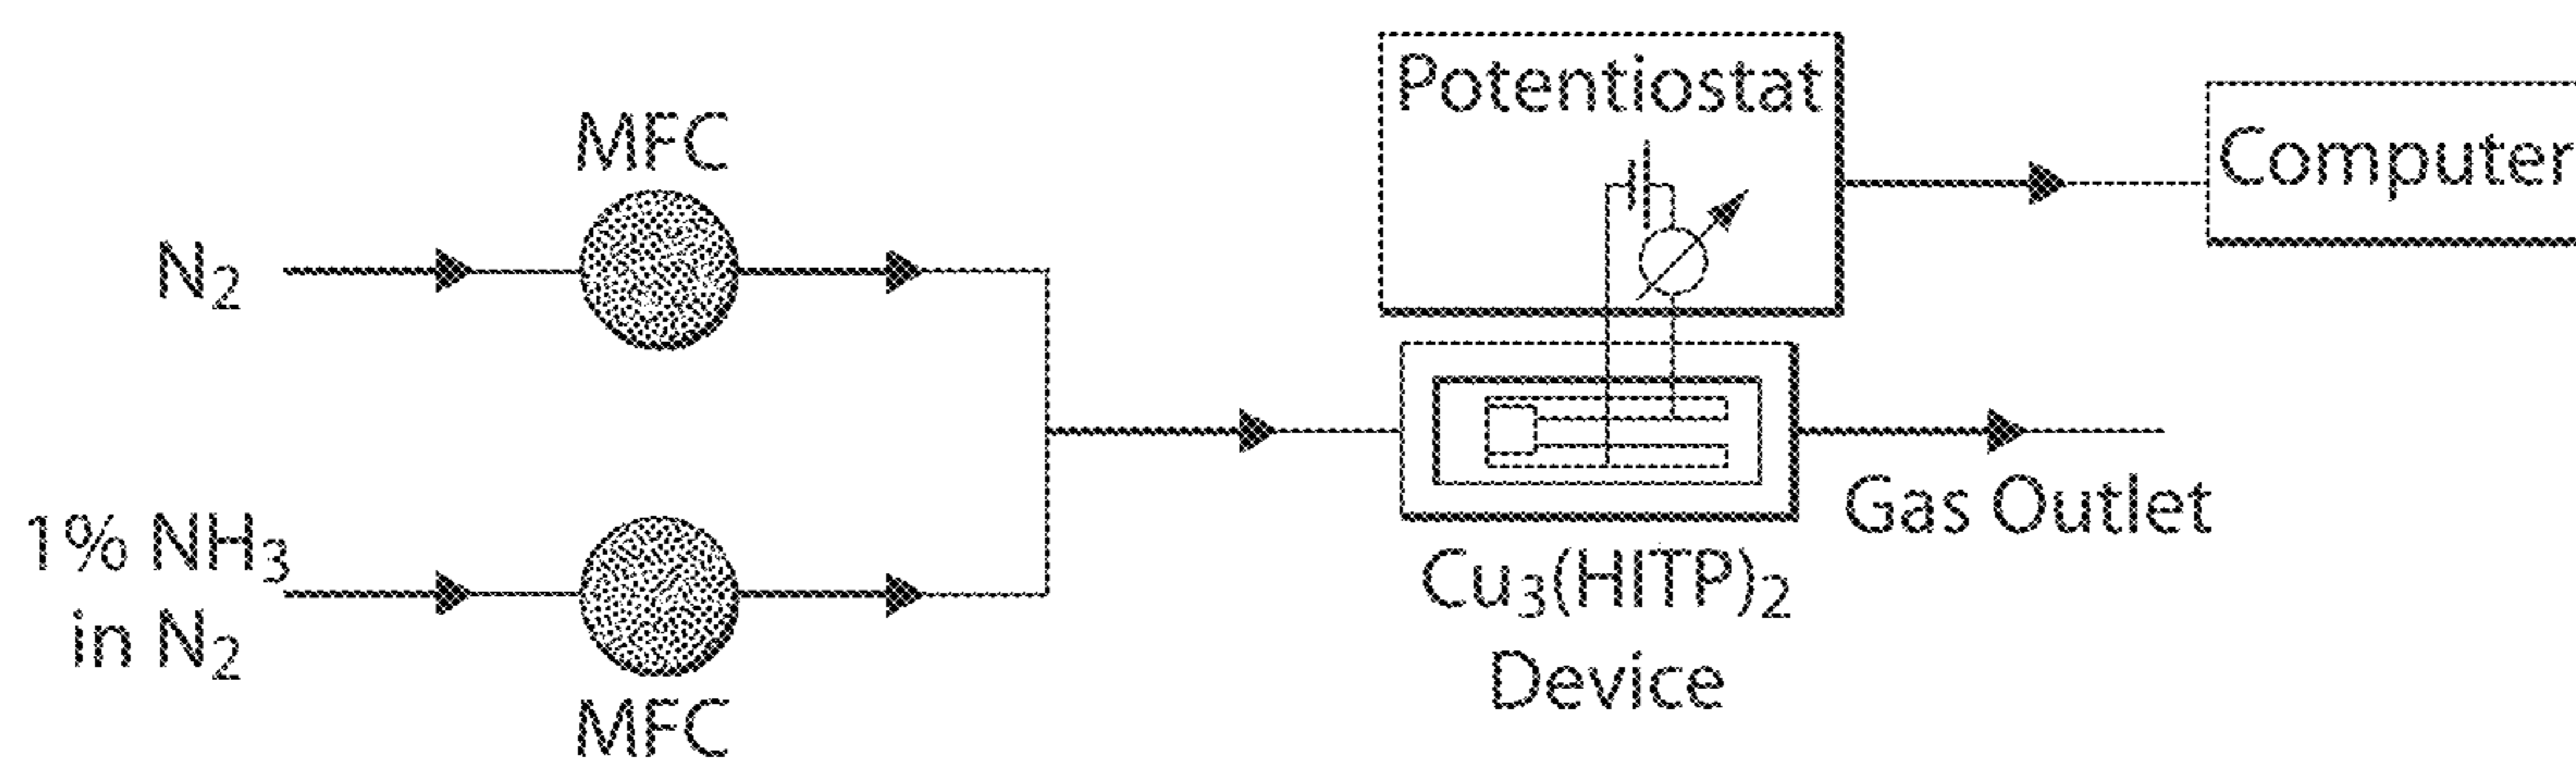 MFC
N₂
1% NH₃
in N₂
MFC
Potentiostat
Computer
Gas Outlet
Cu₃(HITP)₂
Device